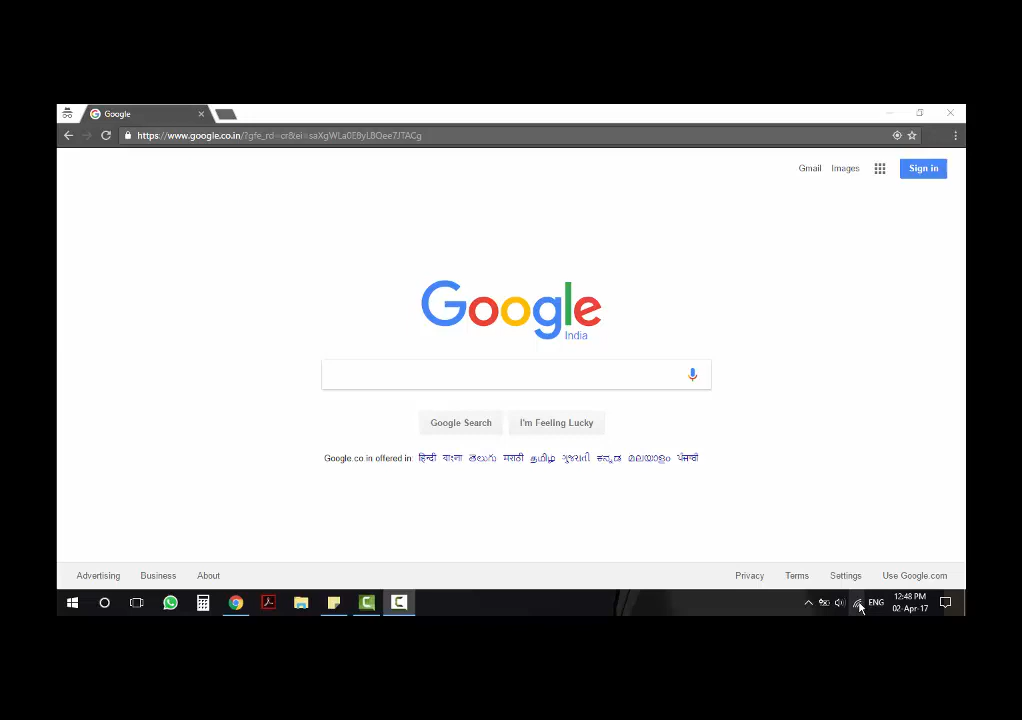 Google
https://www.google.co.in/?gfe_rd=cr&ei=saXgWLa0E8yL8Qee7JTACg
Gmail Images Sign in
Google
India
Google Search I'm Feeling Lucky
Google.co.in offered in: हिन्दी বাংলা తెలుగు मराठी தமிழ் ગુજરાતી ಕನ್ನಡ മലയാളം ਪੰਜਾਬੀ
Advertising Business About Privacy Terms Settings Use Google.com
ENG 12:48 PM
02-Apr-17